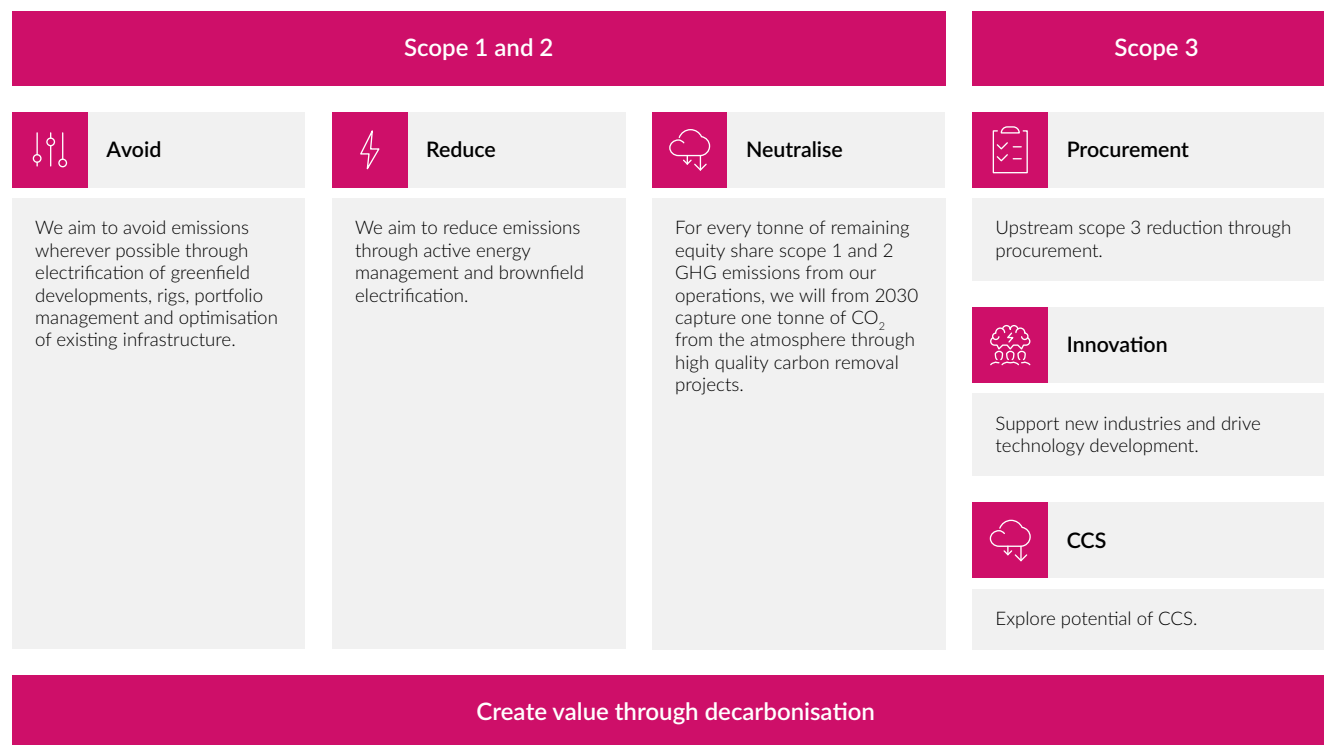 Scope 1 and 2
Scope 3
Avoid
We aim to avoid emissions
wherever possible through
electrification of greenfield
developments, rigs, portfolio
management and optimisation
of existing infrastructure.
Reduce
We aim to reduce emissions
through active energy
management and brownfield
electrification.
Neutralise
For every tonne of remaining
equity share scope 1 and 2
GHG emissions from our
operations, we will from 2030
capture one tonne of CO₂
from the atmosphere through
high quality carbon removal
projects.
Procurement
Upstream scope 3 reduction through
procurement.
Innovation
Support new industries and drive
technology development.
CCS
Explore potential of CCS.
Create value through decarbonisation